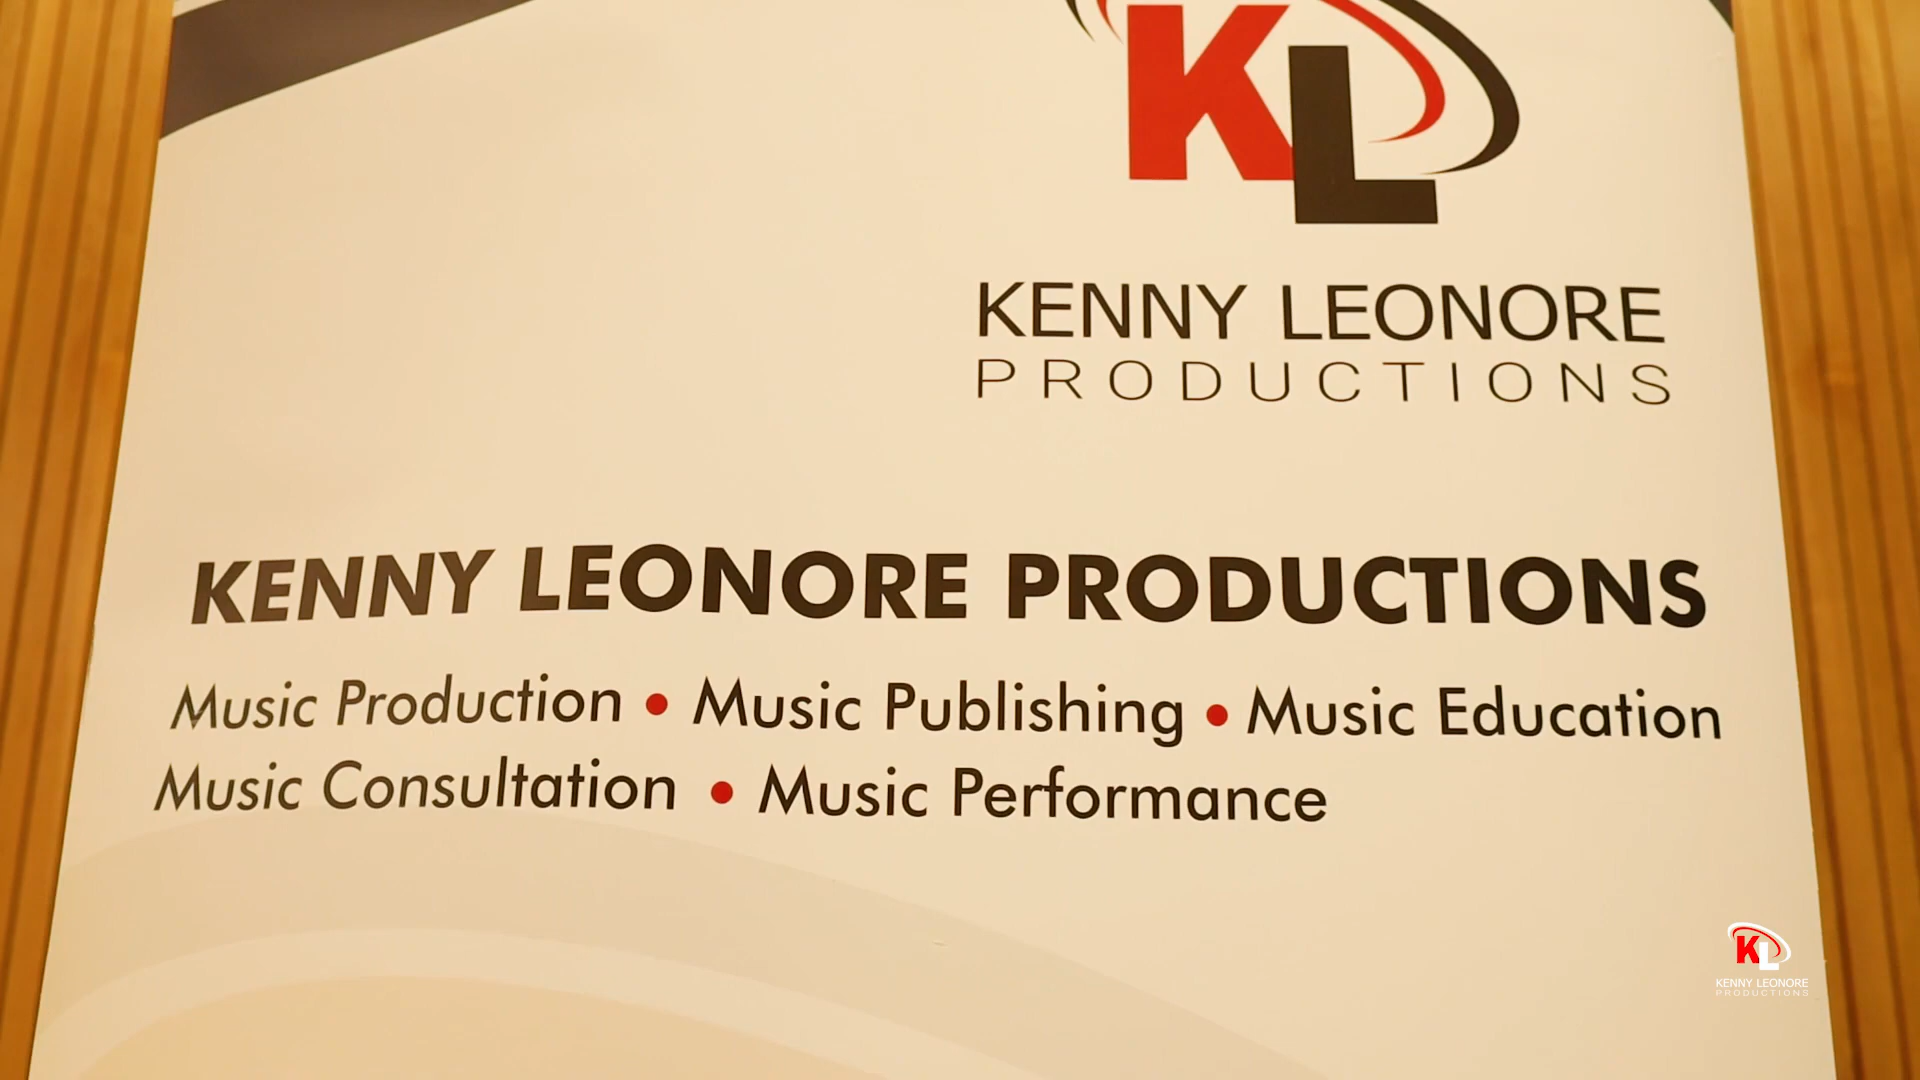 KL
KENNY LEONORE
PRODUCTIONS
KENNY LEONORE PRODUCTIONS
Music Production • Music Publishing • Music Education
Music Consultation • Music Performance
KL
KENNY LEONORE
PRODUCTIONS